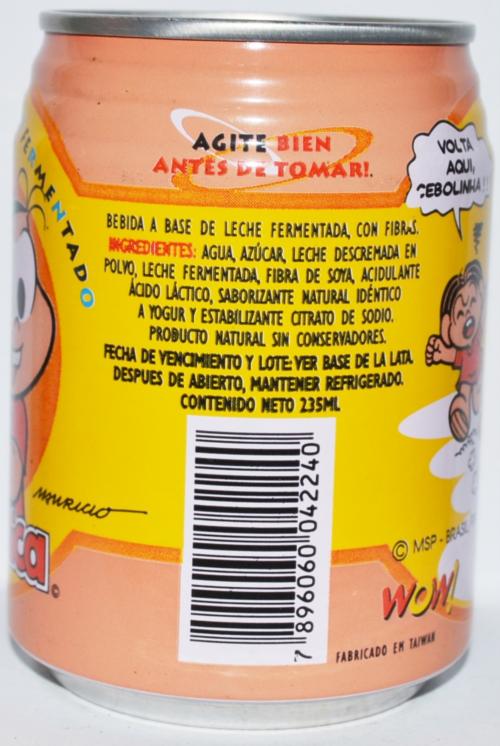 AGITE BIEN
ANTES DE TOMAR!.
VOLTA
AQUI,
CEBOLINHA!!
FERMENTADO
BEBIDA A BASE DE LECHE FERMENTADA, CON FIBRAS.
INGREDIENTES: AGUA, AZÚCAR, LECHE DESCREMADA EN
POLVO, LECHE FERMENTADA, FIBRA DE SOYA, ACIDULANTE
ÁCIDO LÁCTICO, SABORIZANTE NATURAL IDÉNTICO
A YOGUR Y ESTABILIZANTE CITRATO DE SODIO.
PRODUCTO NATURAL SIN CONSERVADORES.
FECHA DE VENCIMIENTO Y LOTE: VER BASE DE LA LATA.
DESPUES DE ABIERTO, MANTENER REFRIGERADO.
CONTENIDO NETO 235ML
MAURICIO
ica
©
7 896060 042240
© MSP - BRASIL
WOW!
FABRICADO EM TAIWAN